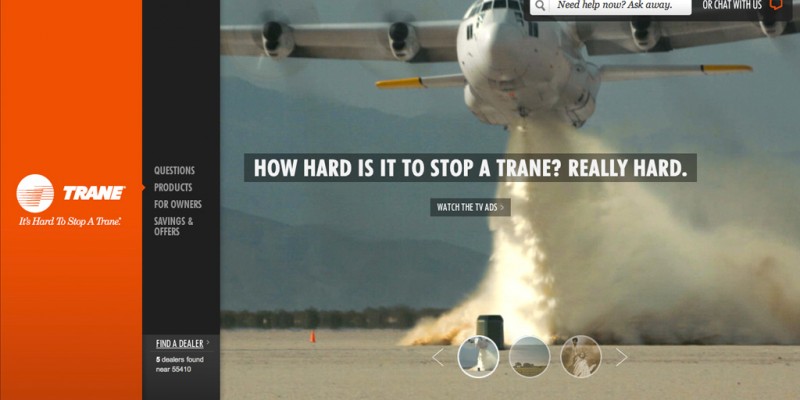 Need help now? Ask away.
OR CHAT WITH US
TRANE
It's Hard To Stop A Trane.
QUESTIONS
PRODUCTS
FOR OWNERS
SAVINGS &
OFFERS
HOW HARD IS IT TO STOP A TRANE? REALLY HARD.
WATCH THE TV ADS >
FIND A DEALER >
5 dealers found
near 55410